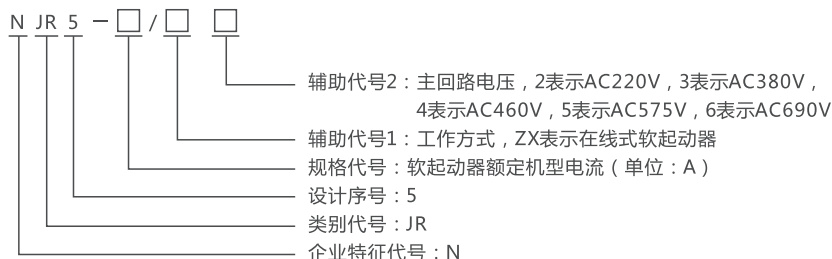 N JR 5 - □ / □ □
辅助代号2：主回路电压，2表示AC220V，3表示AC380V，
4表示AC460V，5表示AC575V，6表示AC690V
辅助代号1：工作方式，ZX表示在线式软起动器
规格代号：软起动器额定机型电流（单位：A）
设计序号：5
类别代号：JR
企业特征代号：N